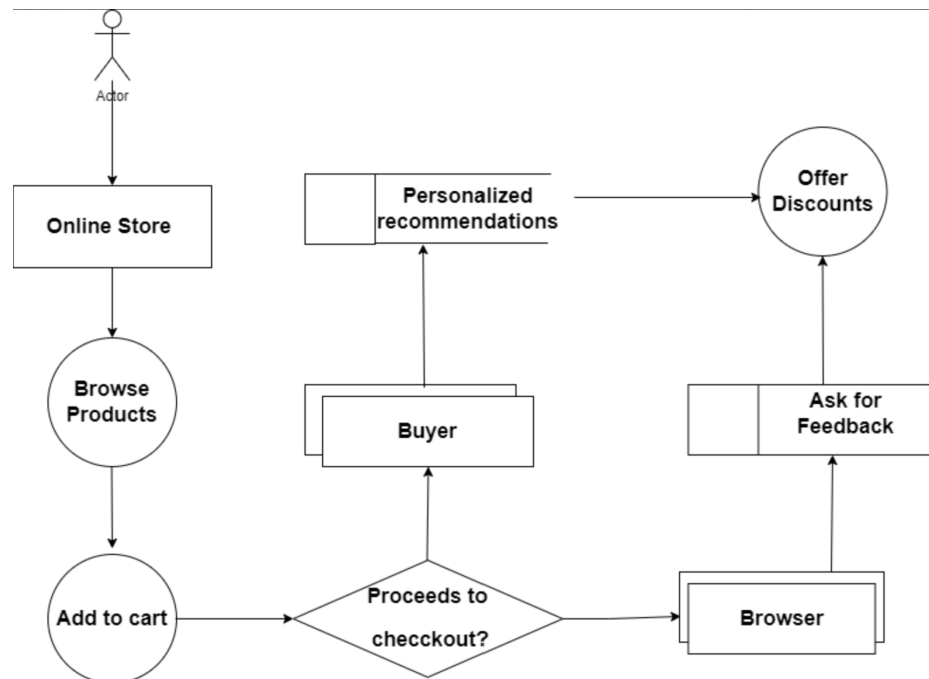 Actor
Online Store
Browse
Products
Add to cart
Proceeds to
checckout?
Buyer
Personalized
recommendations
Offer
Discounts
Ask for
Feedback
Browser